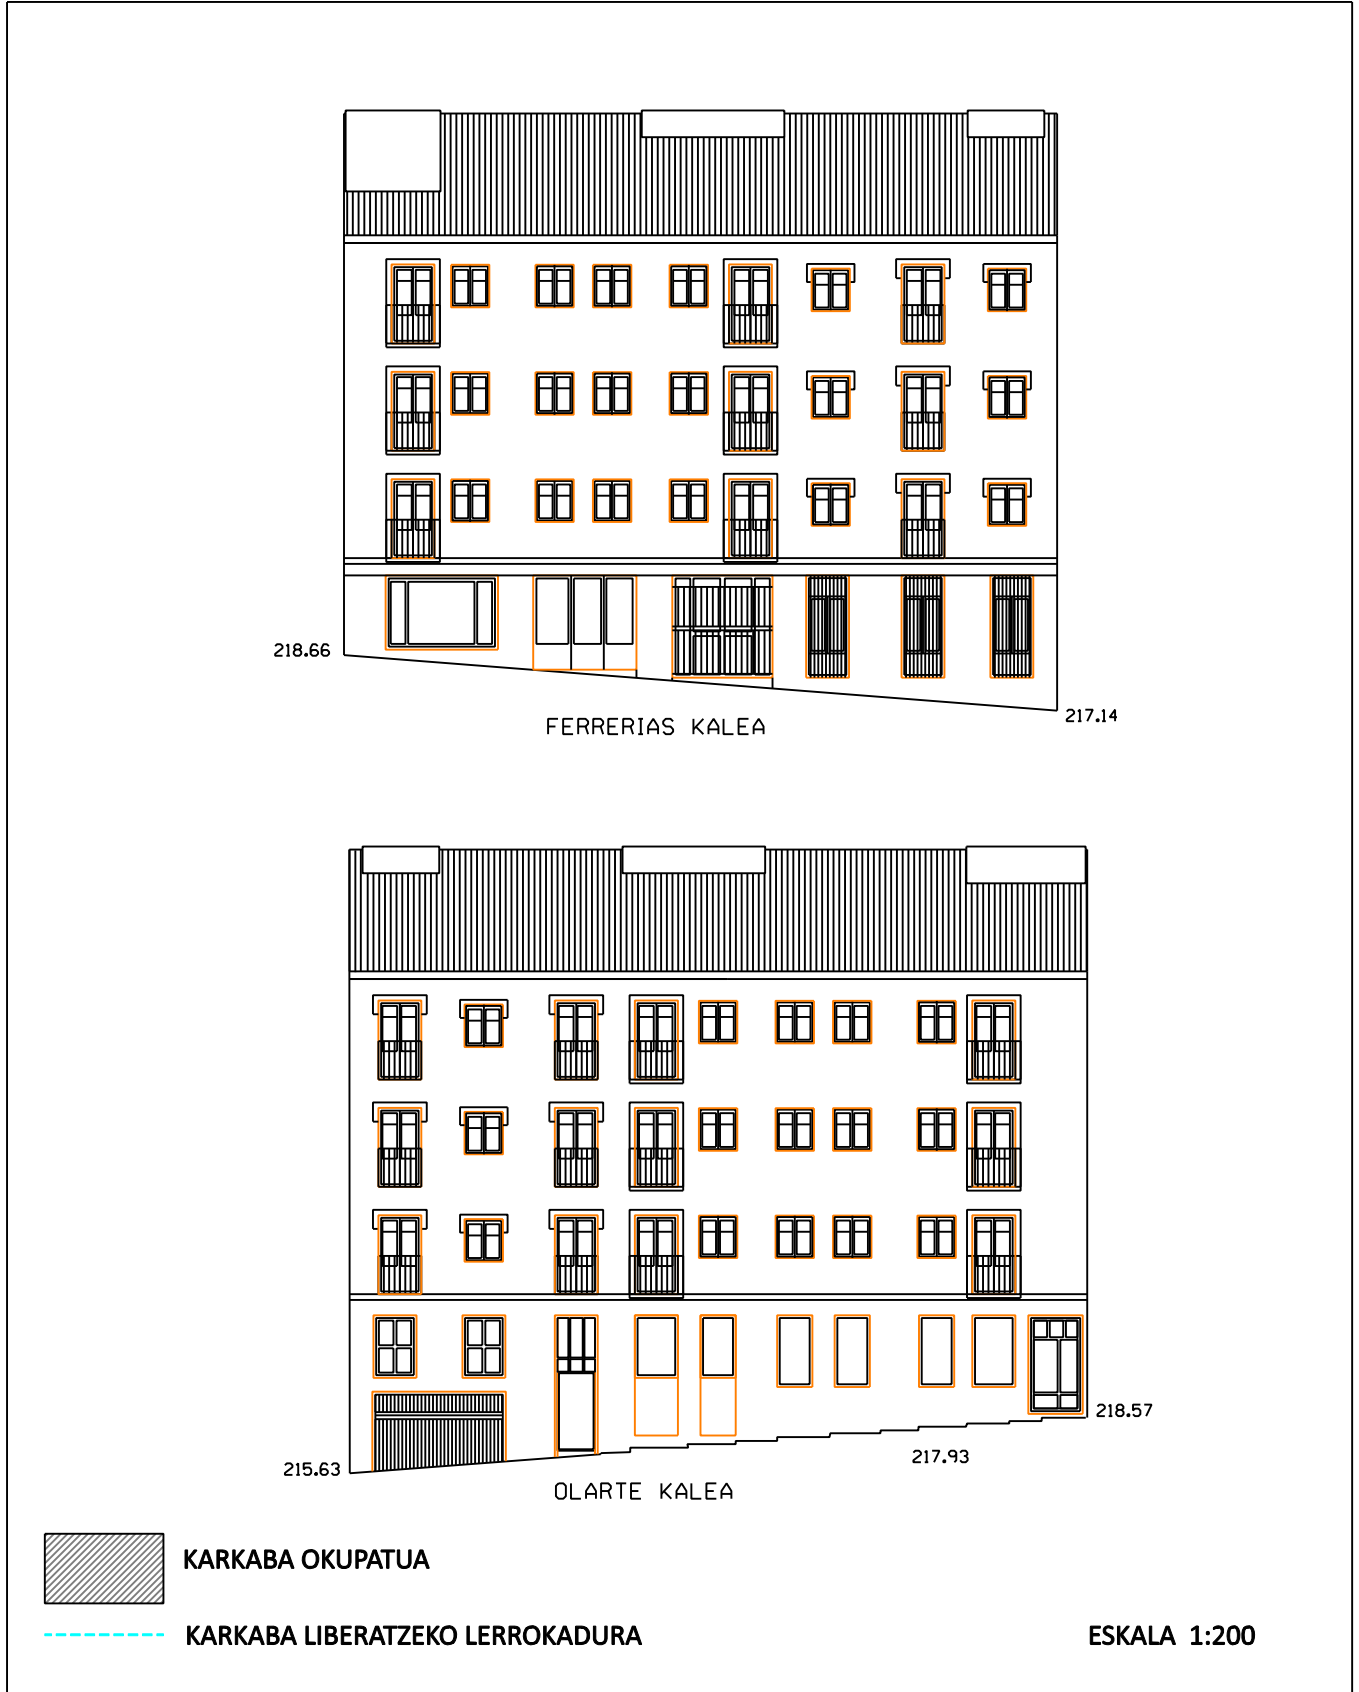 218.66
217.14
FERRERIAS KALEA
218.57
217.93
215.63
OLARTE KALEA
KARKABA OKUPATUA
KARKABA LIBERATZEKO LERROKADURA
ESKALA 1:200